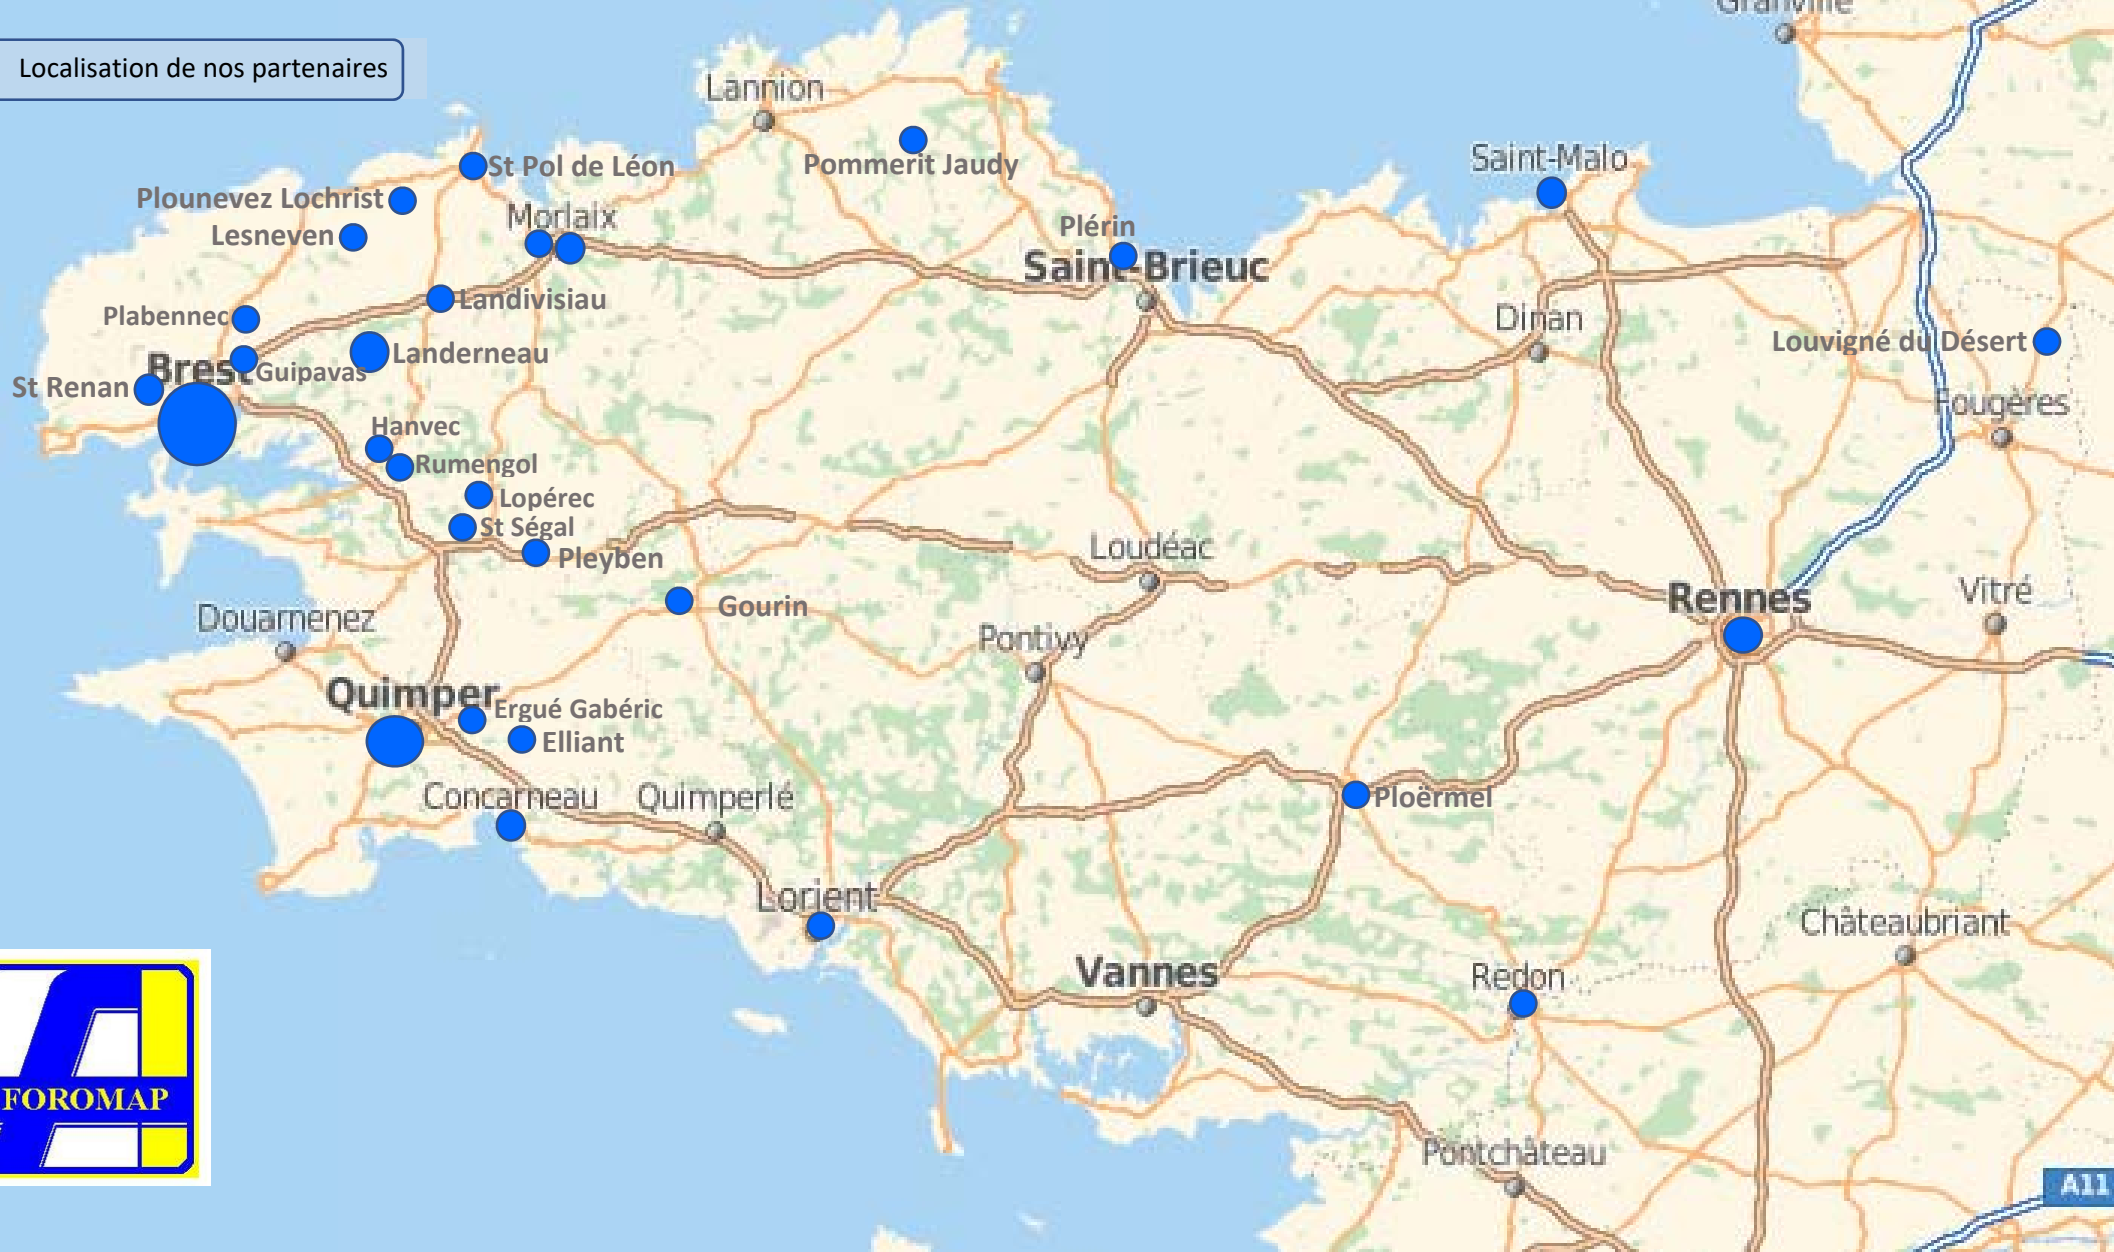 Granville
Localisation de nos partenaires
Lannion
Pommerit Jaudy
St Pol de Léon
Saint-Malo
Plounevez Lochrist
Morlaix
Lesneven
Plérin
Saint-Brieuc
Landivisiau
Plabennec
Dinan
Louvigné du Désert
Landerneau
Brest
Guipavas
St Renan
Fougères
Hanvec
Rumengol
Lopérec
St Ségal
Pleyben
Loudéac
Rennes
Vitré
Gourin
Douarnenez
Pontivy
Quimper
Ergué Gabéric
Elliant
Concarneau
Quimperlé
Ploërmel
Lorient
Châteaubriant
Vannes
Redon
FOROMAP
Pontchâteau
A11